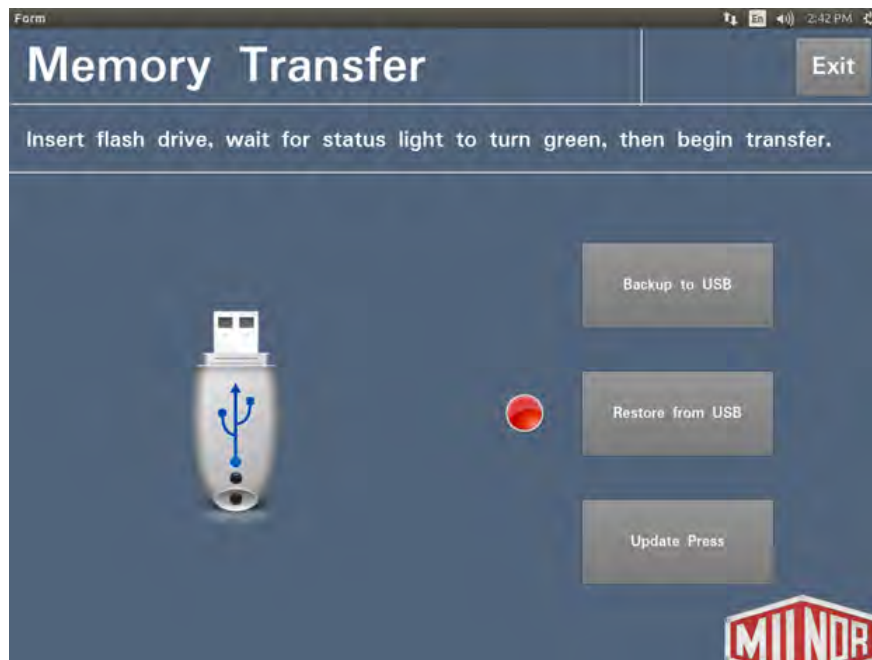 Form
En
2:42 PM
Memory Transfer
Exit
Insert flash drive, wait for status light to turn green, then begin transfer.
Backup to USB
Restore from USB
Update Press
MILNOR